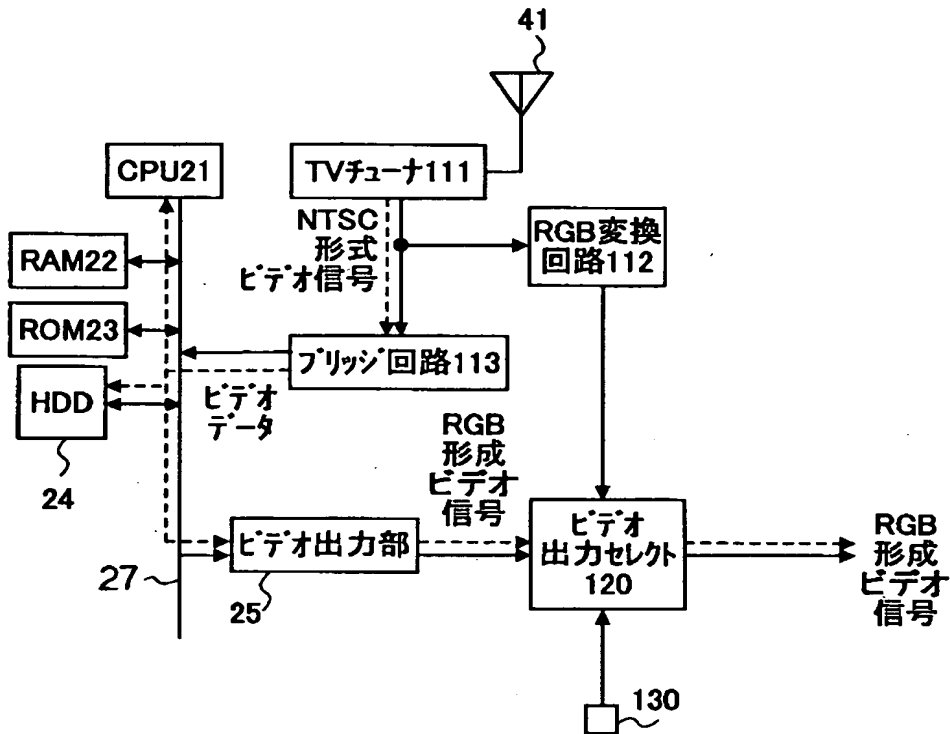 41
CPU21
TVチューナ111
NTSC
形式
ビデオ信号
RGB変換
回路112
RAM22
ROM23
ブリッジ回路113
HDD
ビデオ
データ
24
RGB
形成
ビデオ
信号
27
ビデオ出力部
25
ビデオ
出力セレクト
120
RGB
形成
ビデオ
信号
130